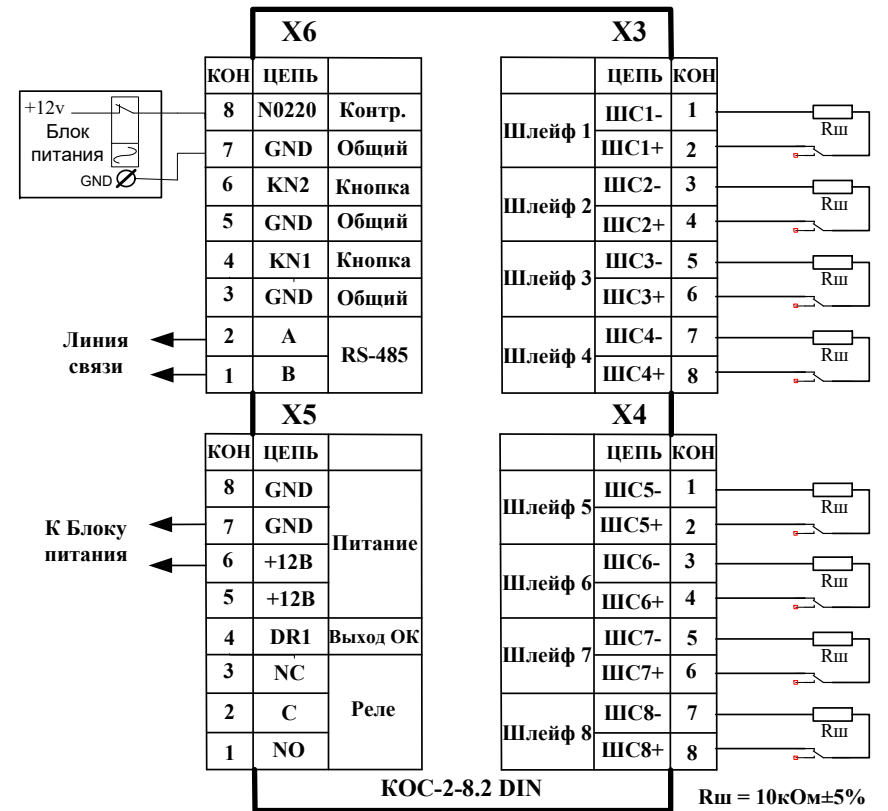 X6
КОН ЦЕПЬ
8 N0220 Контр.
7 GND Общий
6 KN2 Кнопка
5 GND Общий
4 KN1 Кнопка
3 GND Общий
2 A
RS-485
1 B
+12v
Блок
питания
GND
Линия
связи
X3
ЦЕПЬ КОН
Шлейф 1
ШС1- 1
ШС1+ 2
Rш
Шлейф 2
ШС2- 3
ШС2+ 4
Rш
Шлейф 3
ШС3- 5
ШС3+ 6
Rш
Шлейф 4
ШС4- 7
ШС4+ 8
Rш
X5
КОН ЦЕПЬ
8 GND
7 GND
Питание
6 +12В
5 +12В
4 DR1 Выход ОК
3 NC
2 C Реле
1 NO
К Блоку
питания
X4
ЦЕПЬ КОН
Шлейф 5
ШС5- 1
ШС5+ 2
Rш
Шлейф 6
ШС6- 3
ШС6+ 4
Rш
Шлейф 7
ШС7- 5
ШС7+ 6
Rш
Шлейф 8
ШС8- 7
ШС8+ 8
Rш
КОС-2-8.2 DIN
Rш = 10кОм±5%